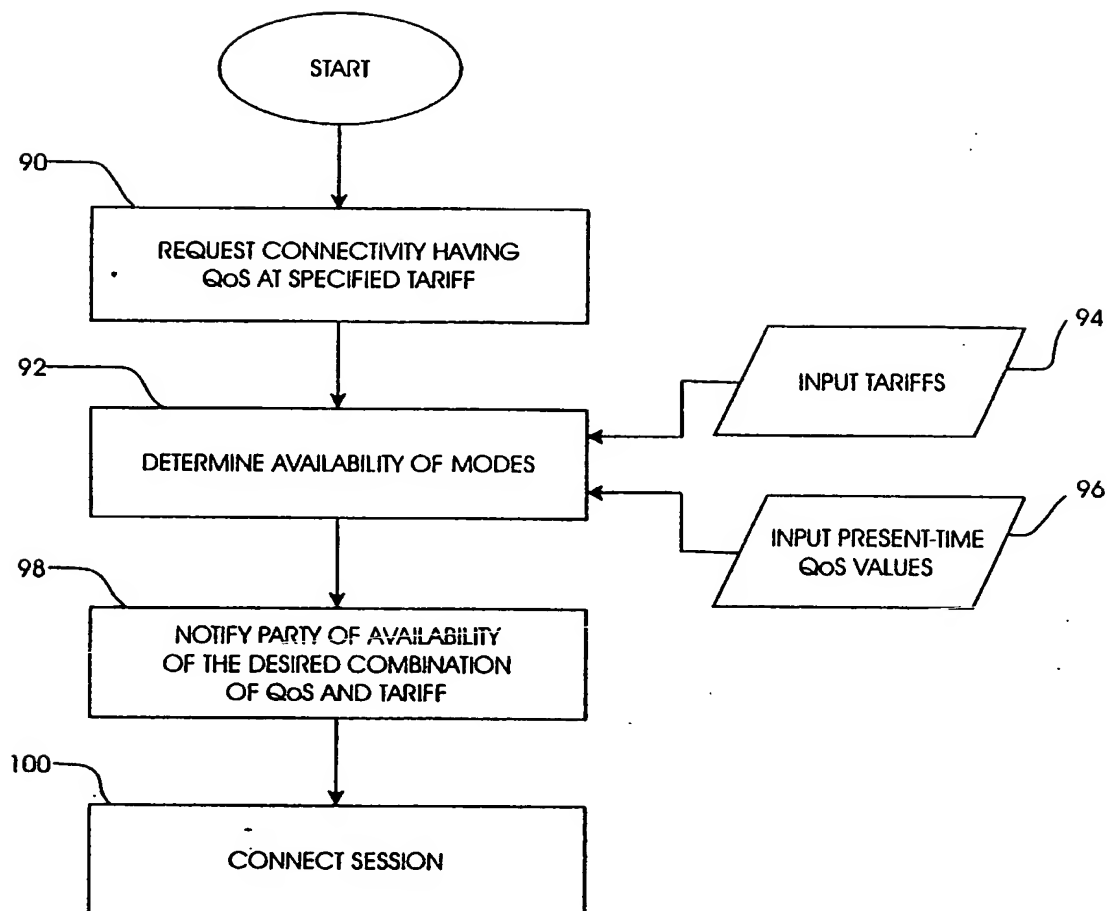 START
90
REQUEST CONNECTIVITY HAVING
QoS AT SPECIFIED TARIFF
92
DETERMINE AVAILABILITY OF MODES
94
INPUT TARIFFS
96
INPUT PRESENT-TIME
QoS VALUES
98
NOTIFY PARTY OF AVAILABILITY
OF THE DESIRED COMBINATION
OF QoS AND TARIFF
100
CONNECT SESSION